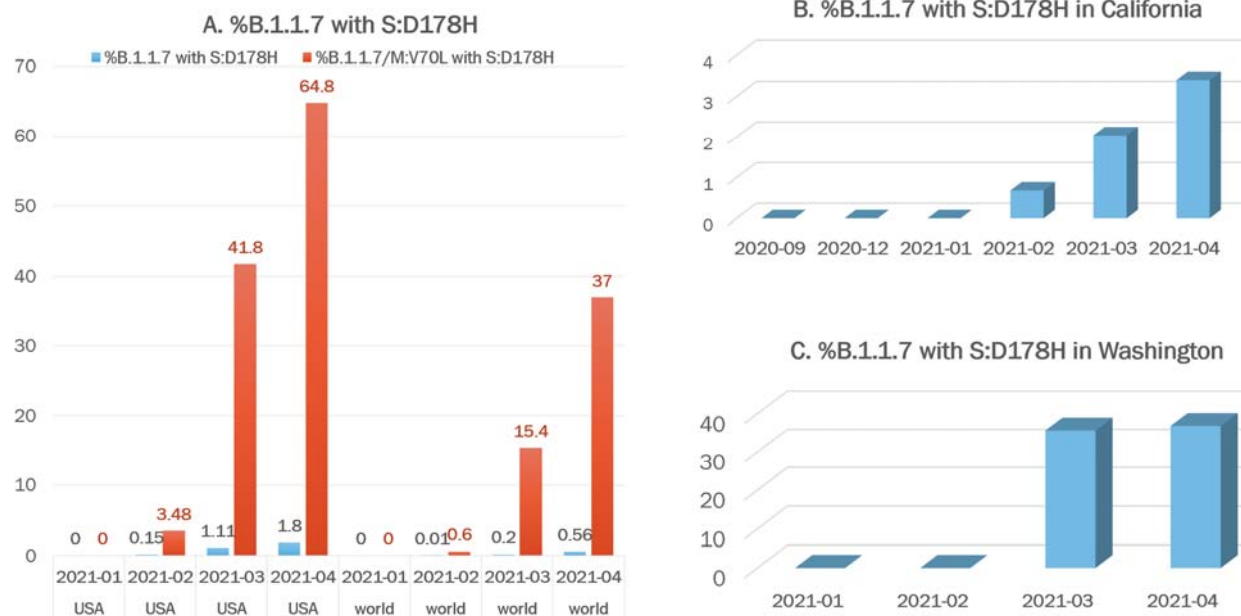 A. %B.1.1.7 with S:D178H
%B.1.1.7 with S:D178H %B.1.1.7/M:V70L with S:D178H
70
60
50
40
30
20
10
0
0 0 0.15 3.48 1.11 41.8 1.8 64.8 0 0 0.01 0.6 0.2 15.4 0.56 37
2021-01 2021-02 2021-03 2021-04 2021-01 2021-02 2021-03 2021-04
USA USA USA USA world world world world
B. %B.1.1.7 with S:D178H in California
4
3
2
1
0
2020-09 2020-12 2021-01 2021-02 2021-03 2021-04
C. %B.1.1.7 with S:D178H in Washington
40
30
20
10
0
2021-01 2021-02 2021-03 2021-04